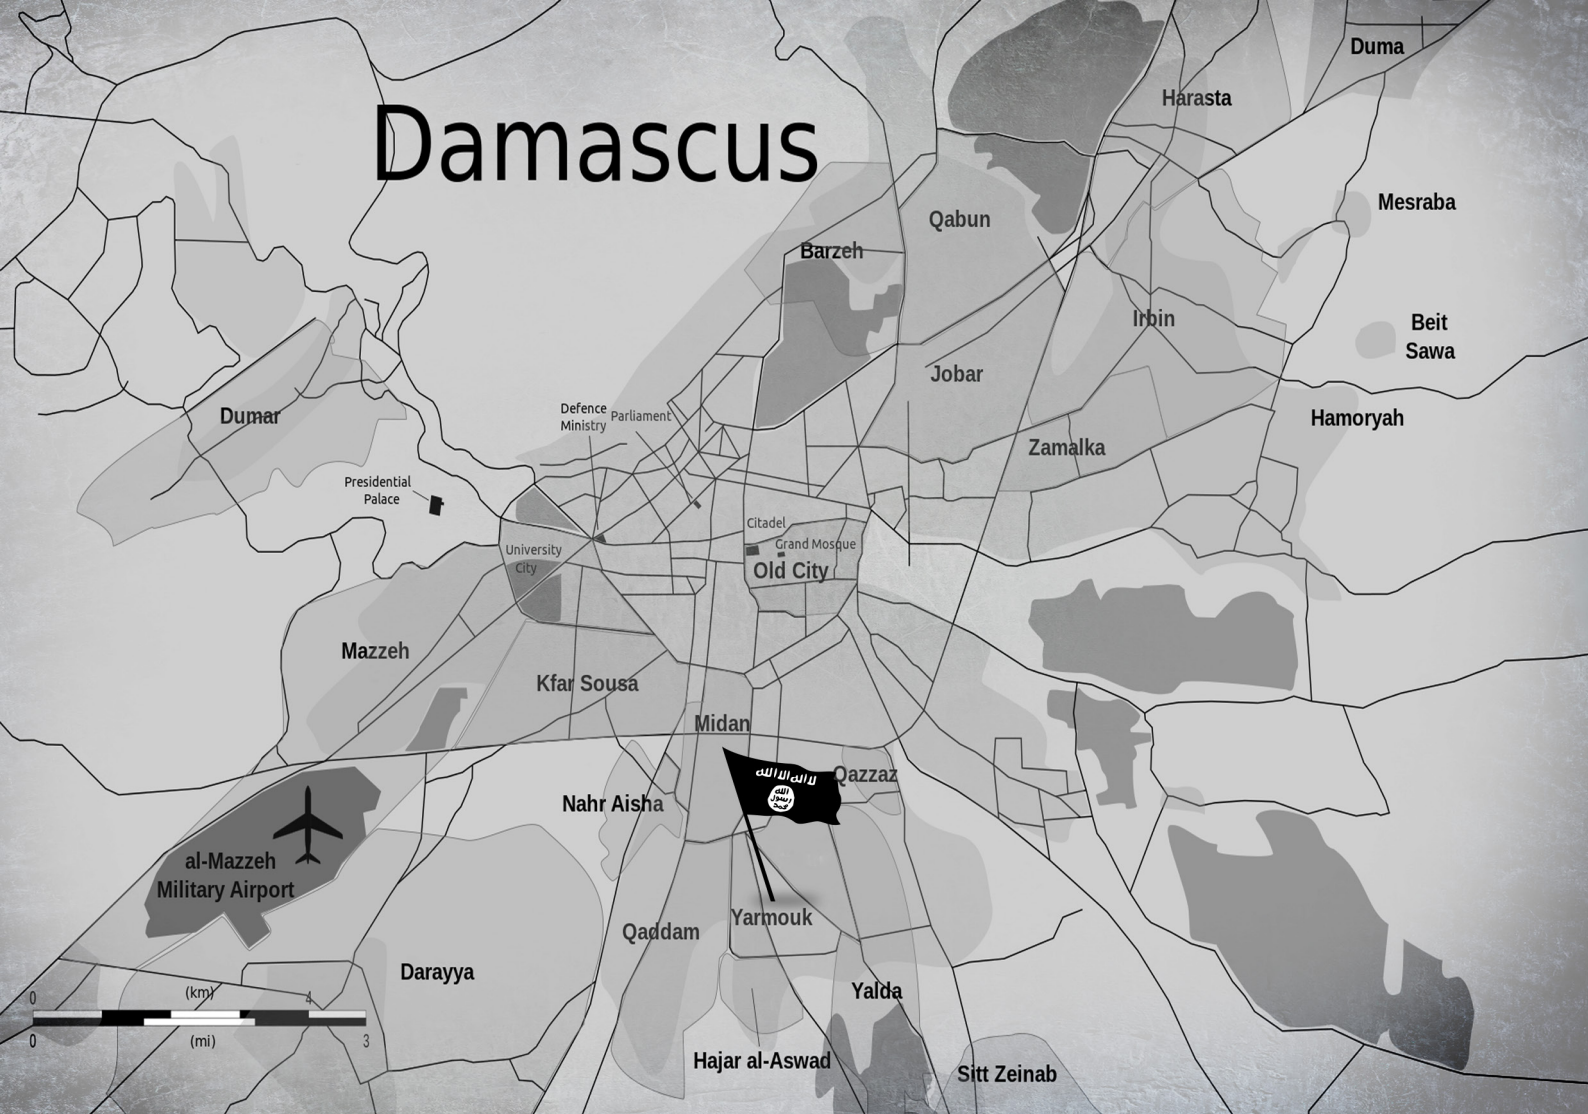 Duma
Harasta
Damascus
Mesraba
Qabun
Barzeh
Irbin
Beit
Sawa
Jobar
Dumar
Defence
Ministry
Parliament
Hamoryah
Zamalka
Presidential
Palace
Citadel
Grand Mosque
University
City
Old City
Mazzeh
Kfar Sousa
Midan
Qazzaz
لا اله الا الله
الله
رسول
محمد
Nahr Aisha
al-Mazzeh
Military Airport
Yarmouk
Qaddam
Darayya
Yalda
0 (km) 4
0 (mi) 3
Hajar al-Aswad
Sitt Zeinab